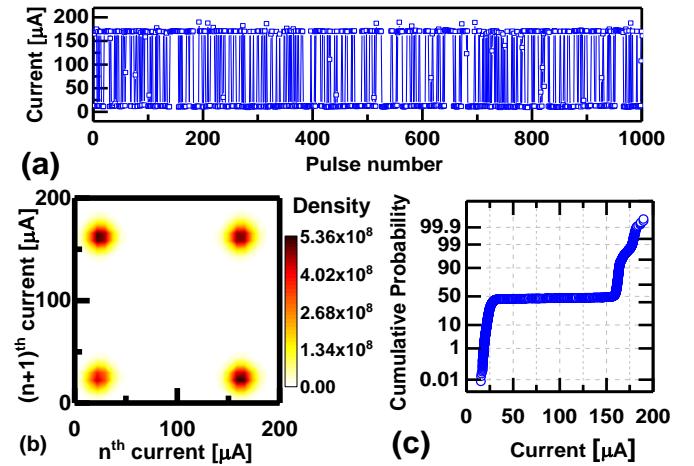 200
150
100
50
0
Current [μA]
0 200 400 600 800 1000
Pulse number
(a)
200
100
0
(n+1)th current [μA]
0 100 200
nth current [μA]
(b)
Density
5.36x10⁸
4.02x10⁸
2.68x10⁸
1.34x10⁸
0.00
Cumulative Probability
99.9
99
90
50
10
1
0.01
0 50 100 150 200
(c)
Current [μA]